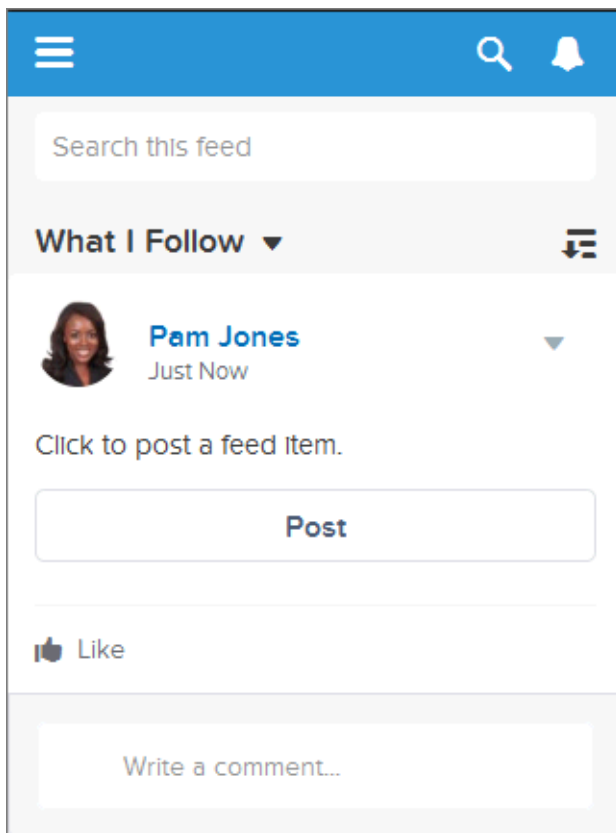 Search this feed
What I Follow
Pam Jones
Just Now
Click to post a feed item.
Post
Like
Write a comment...